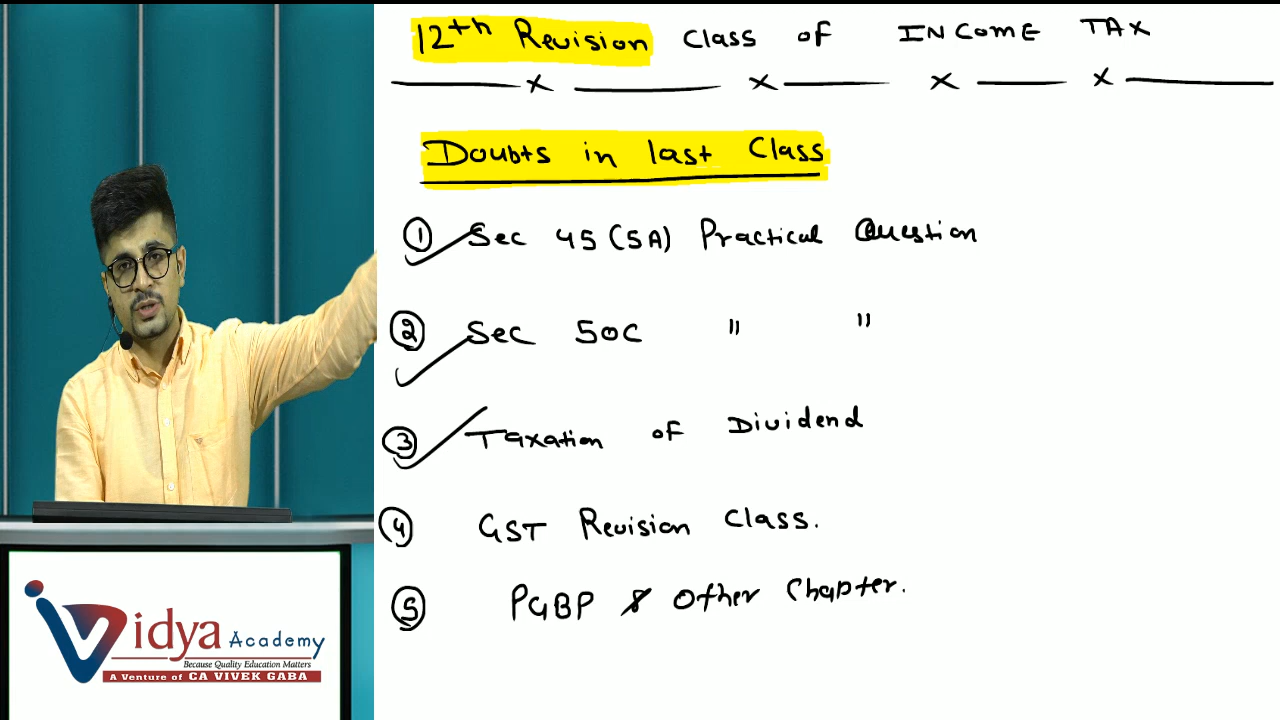 12th Revision Class of INCOME TAX
x x x x
Doubts in last Class
① Sec 45 (5A) Practical Question
② Sec 50C " "
③ Taxation of Dividend
④ GST Revision Class.
⑤ PGBP & Other Chapter.
iVidya Academy
Because Quality Education Matters
A Venture of CA VIVEK GABA